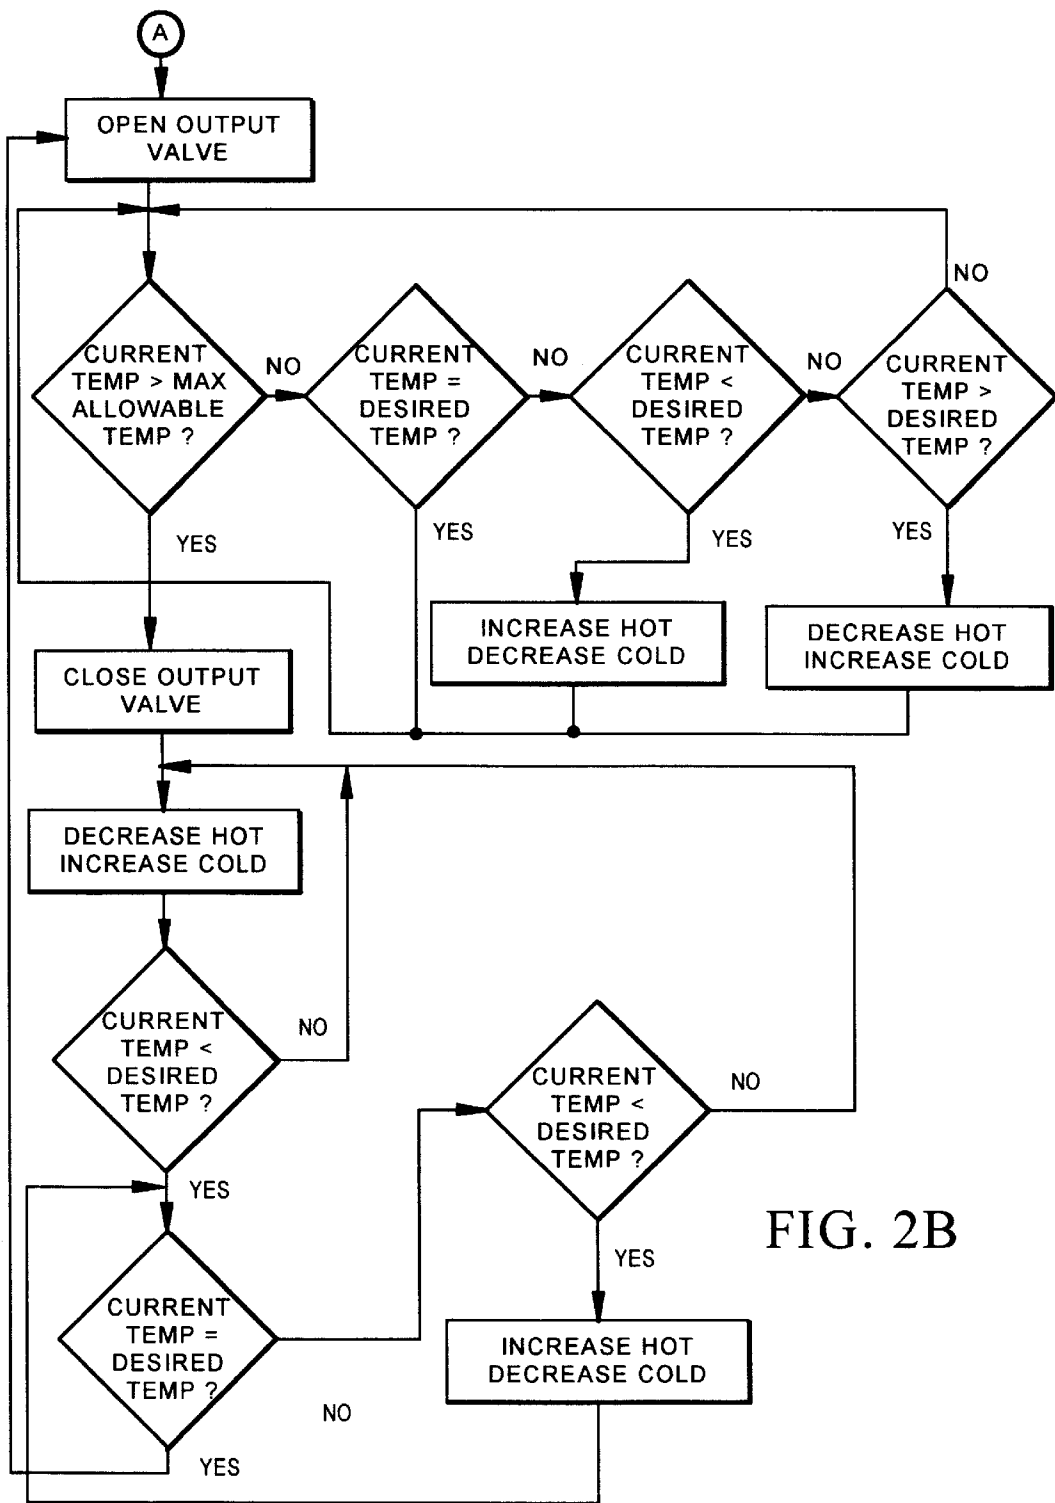 A
OPEN OUTPUT
VALVE
NO
CURRENT
TEMP > MAX
ALLOWABLE
TEMP ?
NO
CURRENT
TEMP =
DESIRED
TEMP ?
NO
CURRENT
TEMP <
DESIRED
TEMP ?
NO
CURRENT
TEMP >
DESIRED
TEMP ?
YES
YES
YES
YES
INCREASE HOT
DECREASE COLD
DECREASE HOT
INCREASE COLD
CLOSE OUTPUT
VALVE
DECREASE HOT
INCREASE COLD
CURRENT
TEMP <
DESIRED
TEMP ?
NO
CURRENT
TEMP <
DESIRED
TEMP ?
NO
YES
FIG. 2B
YES
CURRENT
TEMP =
DESIRED
TEMP ?
NO
INCREASE HOT
DECREASE COLD
YES